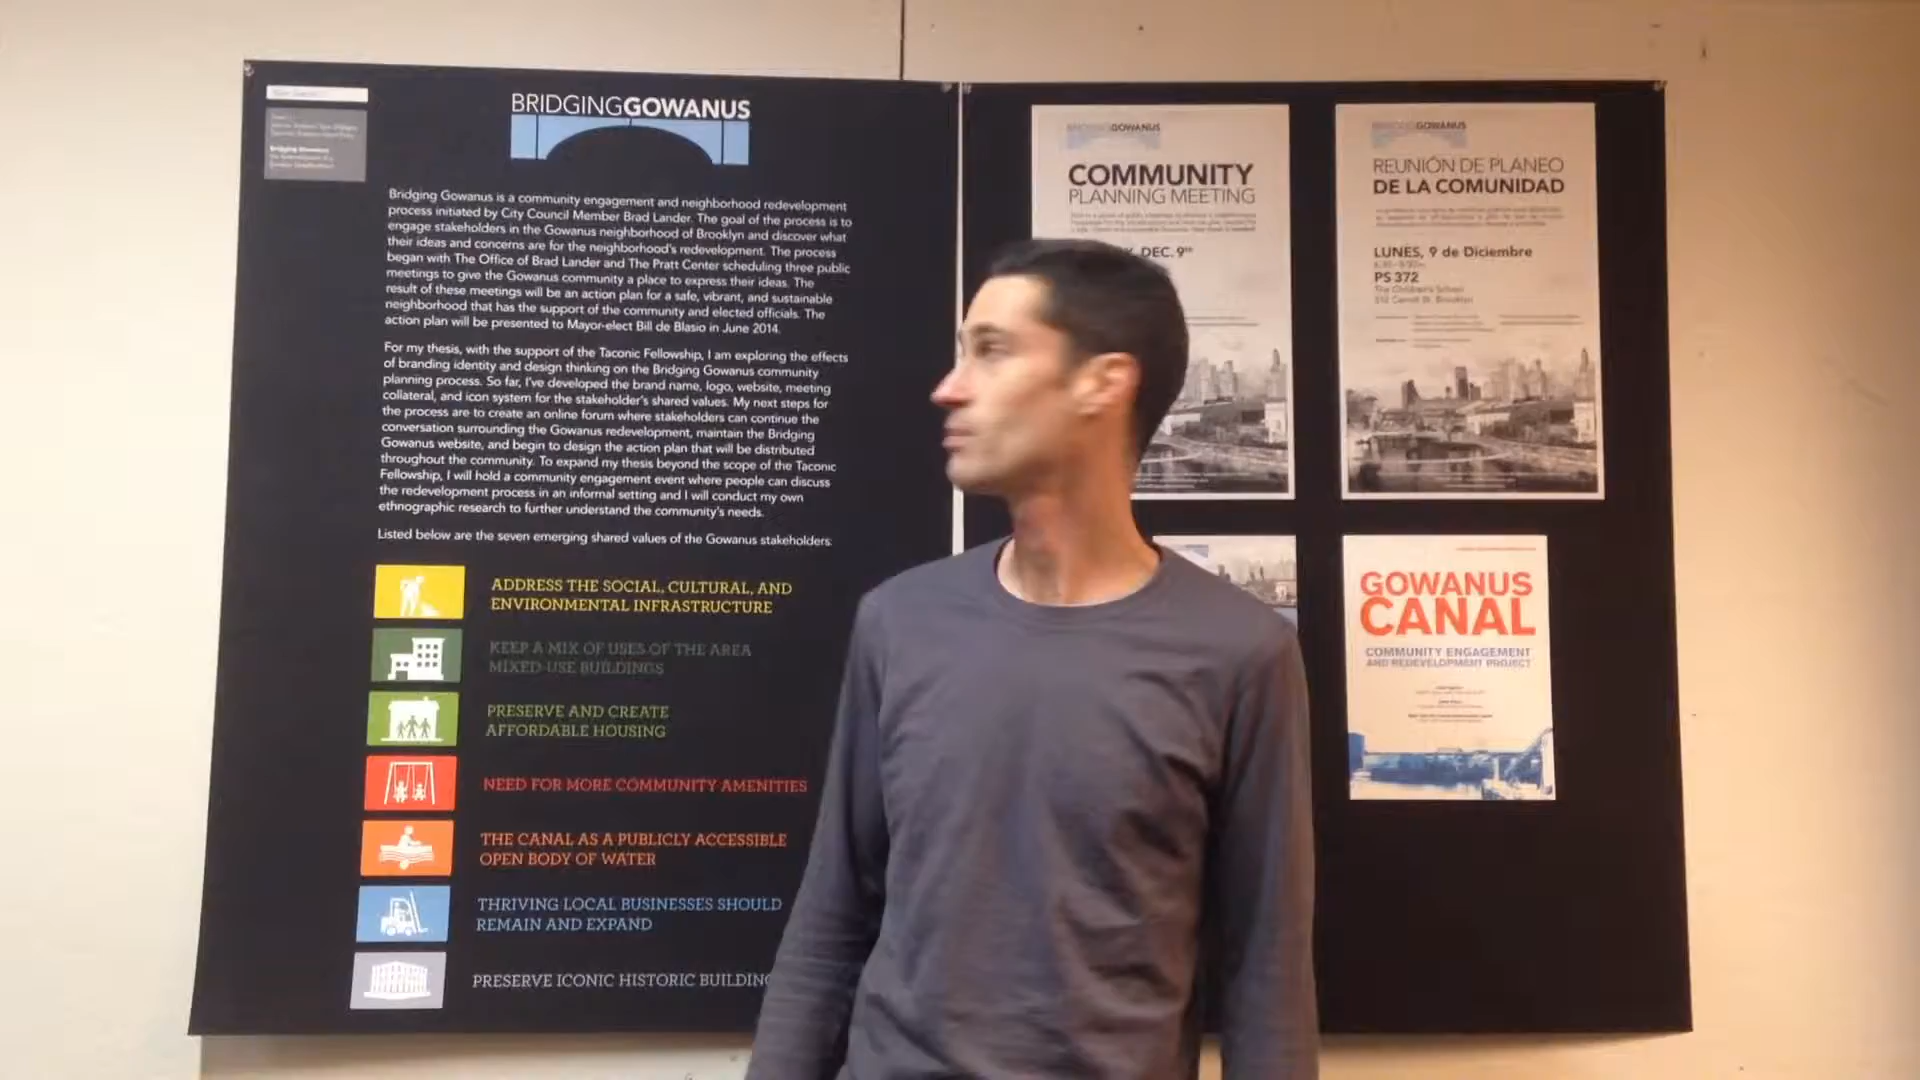 BRIDGINGGOWANUS
Bridging Gowanus is a community engagement and neighborhood redevelopment
process initiated by City Council Member Brad Lander. The goal of the process is to
engage stakeholders in the Gowanus neighborhood of Brooklyn and discover what
their ideas and concerns are for the neighborhood's redevelopment. The process
began with The Office of Brad Lander and The Pratt Center scheduling three public
meetings to give the Gowanus community a place to express their ideas. The
result of these meetings will be an action plan for a safe, vibrant, and sustainable
neighborhood that has the support of the community and elected officials. The
action plan will be presented to Mayor-elect Bill de Blasio in June 2014.
For my thesis, with the support of the Taconic Fellowship, I am exploring the effects
of branding identity and design thinking on the Bridging Gowanus community
planning process. So far, I've developed the brand name, logo, website, meeting
collateral, and icon system for the stakeholder's shared values. My next steps for
the process are to create an online forum where stakeholders can continue the
conversation surrounding the Gowanus redevelopment, maintain the Bridging
Gowanus website, and begin to design the action plan that will be distributed
throughout the community. To expand my thesis beyond the scope of the Taconic
Fellowship, I will hold a community engagement event where people can discuss
the redevelopment process in an informal setting and I will conduct my own
ethnographic research to further understand the community's needs.
Listed below are the seven emerging shared values of the Gowanus stakeholders:
ADDRESS THE SOCIAL, CULTURAL, AND
ENVIRONMENTAL INFRASTRUCTURE
KEEP A MIX OF USES OF THE AREA
MIXED-USE BUILDINGS
PRESERVE AND CREATE
AFFORDABLE HOUSING
NEED FOR MORE COMMUNITY AMENITIES
THE CANAL AS A PUBLICLY ACCESSIBLE
OPEN BODY OF WATER
THRIVING LOCAL BUSINESSES SHOULD
REMAIN AND EXPAND
PRESERVE ICONIC HISTORIC BUILDING
BRIDGINGGOWANUS
COMMUNITY
PLANNING MEETING
DEC. 9th
BRIDGINGGOWANUS
REUNIÓN DE PLANEO
DE LA COMUNIDAD
LUNES, 9 de Diciembre
PS 372
The Children's School
GOWANUS
CANAL
COMMUNITY ENGAGEMENT
AND REDEVELOPMENT PROJECT